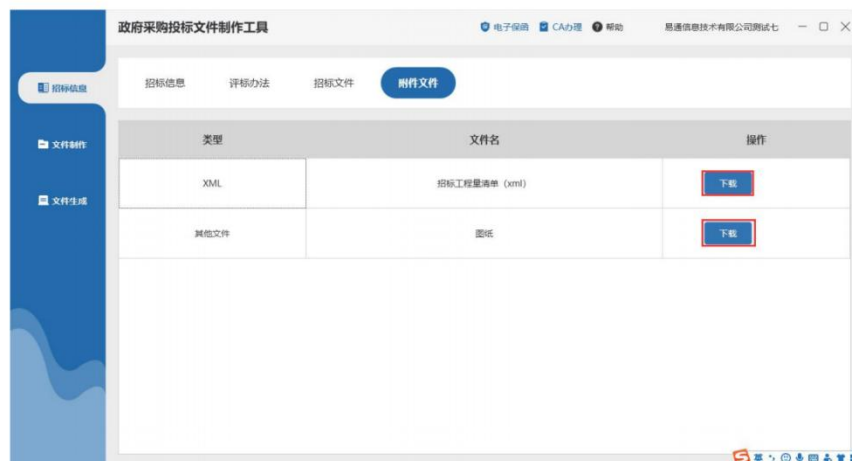 政府采购投标文件制作工具 电子保函 CA办理 帮助 易通信息技术有限公司测试七
招标信息 招标信息 评标办法 招标文件 附件文件
文件制作 类型 文件名 操作
XML 招标工程量清单（xml） 下载
文件生成
其他文件 图纸 下载
英